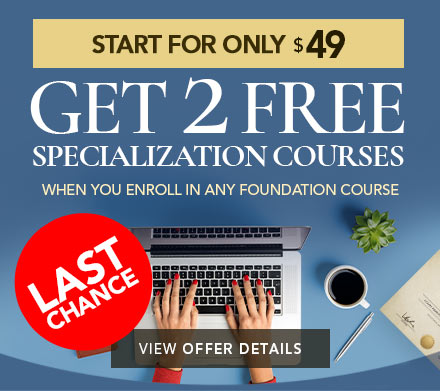 START FOR ONLY $49
GET 2 FREE
SPECIALIZATION COURSES
WHEN YOU ENROLL IN ANY FOUNDATION COURSE
LAST
CHANCE
VIEW OFFER DETAILS